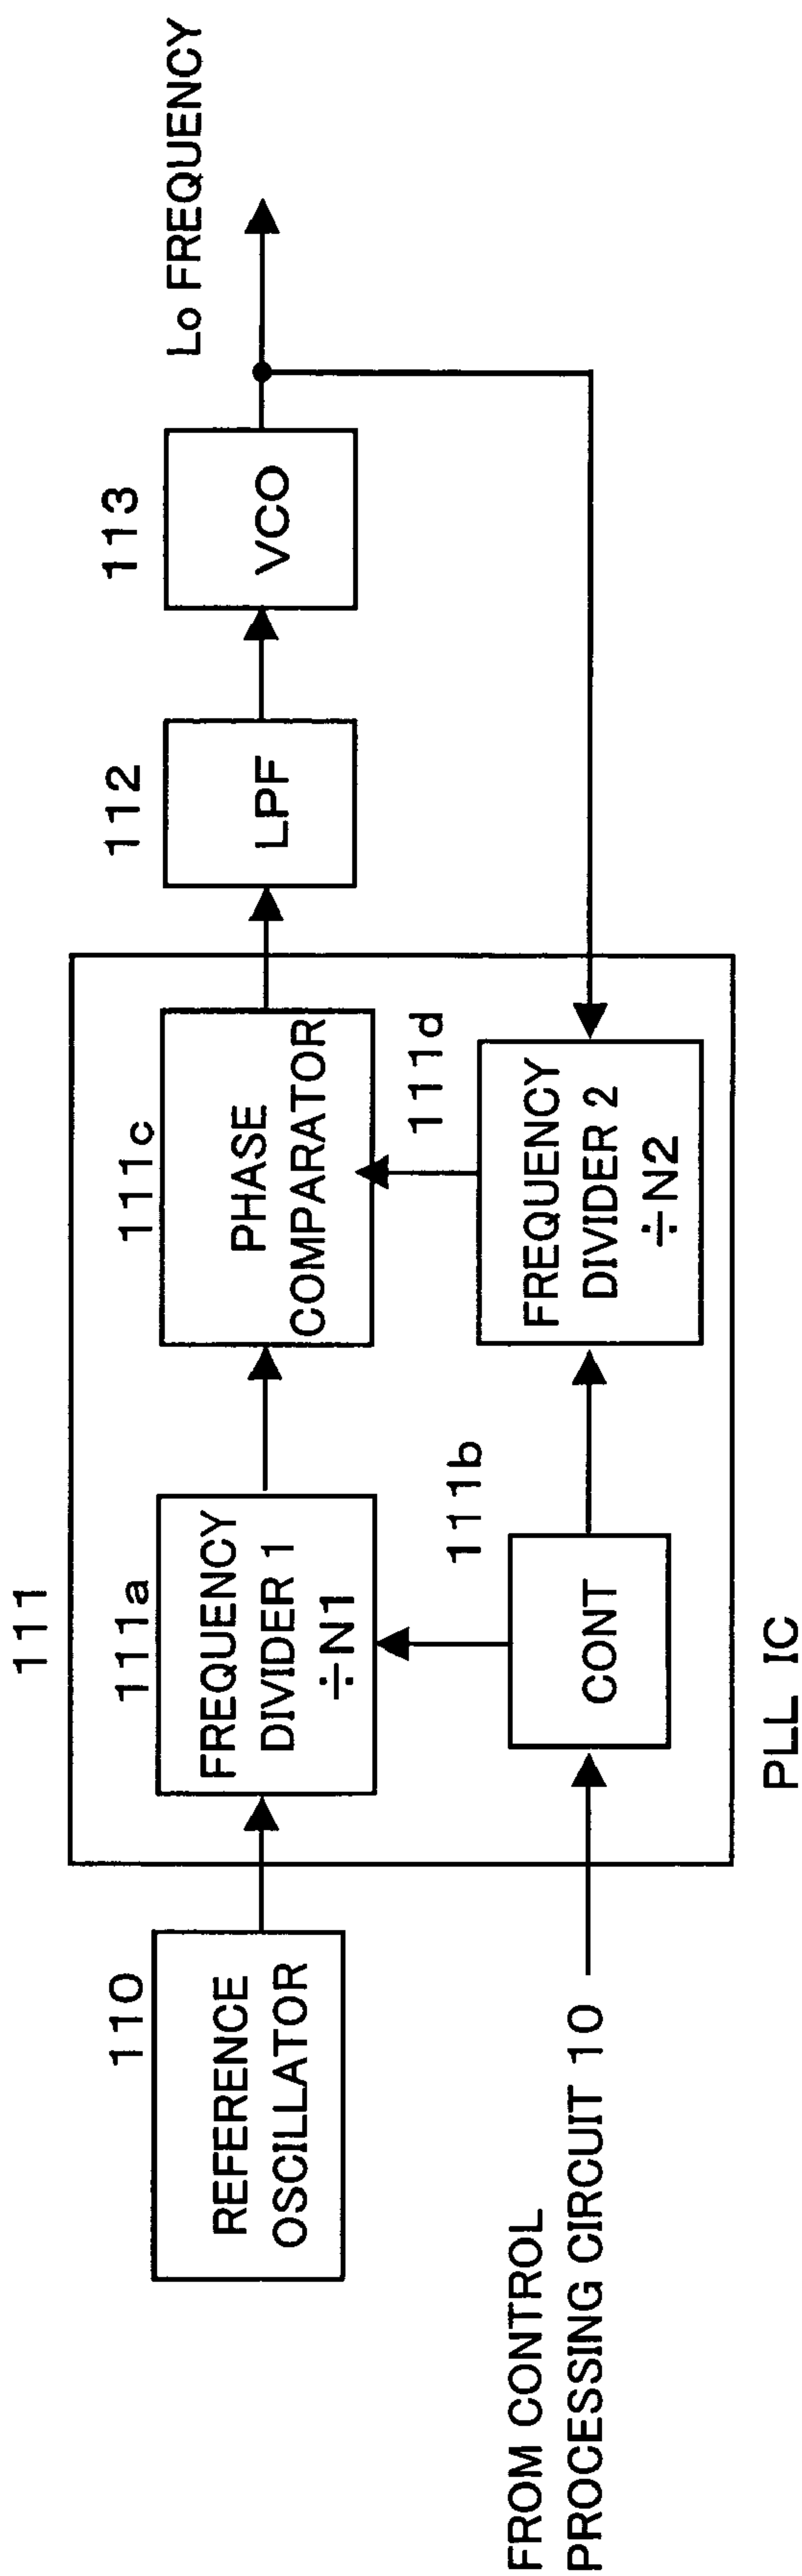 111
PLL IC
110
REFERENCE
OSCILLATOR
111a
FREQUENCY
DIVIDER 1
÷N1
111c
PHASE
COMPARATOR
112
LPF
113
VCO
Lo FREQUENCY
FROM CONTROL
PROCESSING CIRCUIT 10
111b
CONT
111d
FREQUENCY
DIVIDER 2
÷N2